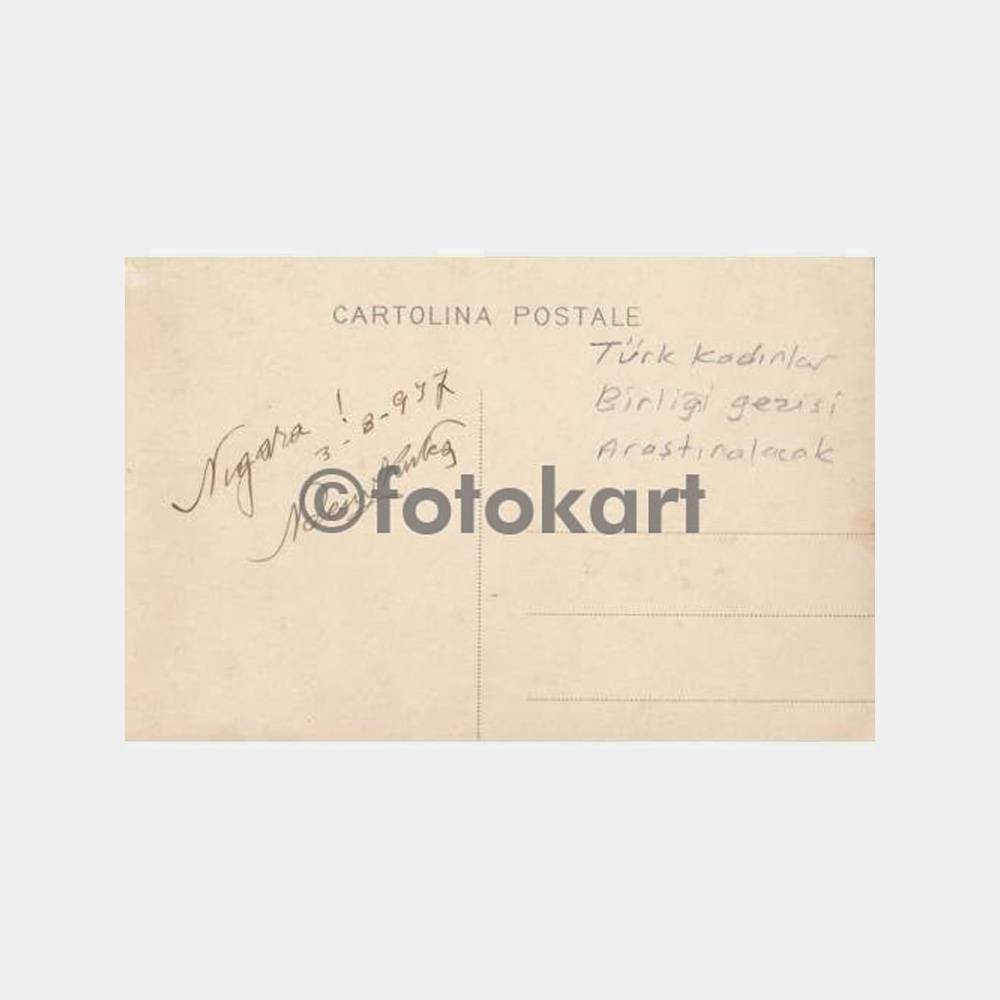 CARTOLINA POSTALE
Nigâra !
3-8-937
Türk kadınlar
Birliği gezisi
Araştırılacak
©fotokart